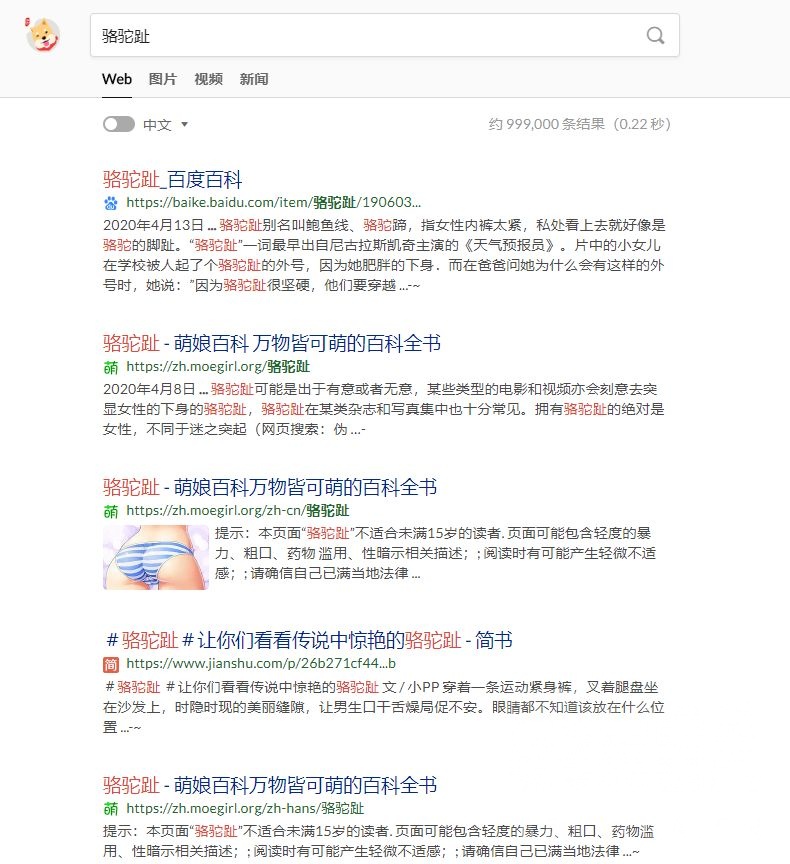 骆驼趾
Web 图片 视频 新闻
中文 约 999,000 条结果（0.22 秒）
骆驼趾_百度百科
https://baike.baidu.com/item/骆驼趾/190603...
2020年4月13日 ... 骆驼趾别名叫鲍鱼线、骆驼蹄，指女性内裤太紧，私处看上去就好像是
骆驼的脚趾。“骆驼趾”一词最早出自尼古拉斯凯奇主演的《天气预报员》。片中的小女儿
在学校被人起了个骆驼趾的外号，因为她肥胖的下身．而在爸爸问她为什么会有这样的外
号时，她说：”因为骆驼趾很坚硬，他们要穿越 ...-~
骆驼趾 - 萌娘百科 万物皆可萌的百科全书
萌 https://zh.moegirl.org/骆驼趾
2020年4月8日 ... 骆驼趾可能是出于有意或者无意，某些类型的电影和视频亦会刻意去突
显女性的下身的骆驼趾，骆驼趾在某类杂志和写真集中也十分常见。拥有骆驼趾的绝对是
女性，不同于迷之突起（网页搜索：伪 ...-
骆驼趾 - 萌娘百科万物皆可萌的百科全书
萌 https://zh.moegirl.org/zh-cn/骆驼趾
提示：本页面“骆驼趾”不适合未满15岁的读者. 页面可能包含轻度的暴
力、粗口、药物 滥用、性暗示相关描述；; 阅读时有可能产生轻微不适
感；; 请确信自己已满当地法律 ...
＃骆驼趾＃让你们看看传说中惊艳的骆驼趾 - 简书
简 https://www.jianshu.com/p/26b271cf44...b
＃骆驼趾 ＃让你们看看传说中惊艳的骆驼趾 文 / 小PP 穿着一条运动紧身裤，叉着腿盘坐
在沙发上，时隐时现的美丽缝隙，让男生口干舌燥局促不安。眼睛都不知道该放在什么位
置 ...-~
骆驼趾 - 萌娘百科万物皆可萌的百科全书
萌 https://zh.moegirl.org/zh-hans/骆驼趾
提示：本页面“骆驼趾”不适合未满15岁的读者. 页面可能包含轻度的暴力、粗口、药物滥
用、性暗示相关描述；; 阅读时有可能产生轻微不适感；; 请确信自己已满当地法律 ...~